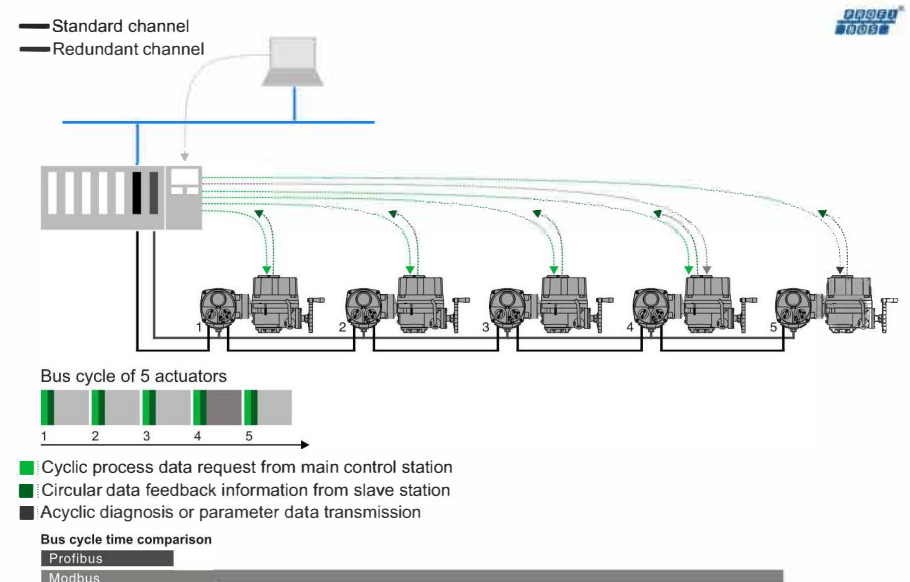 Standard channel
Redundant channel
PROFI
BUS
1 2 3 4 5
Bus cycle of 5 actuators
1 2 3 4 5
Cyclic process data request from main control station
Circular data feedback information from slave station
Acyclic diagnosis or parameter data transmission
Bus cycle time comparison
Profibus
Modbus